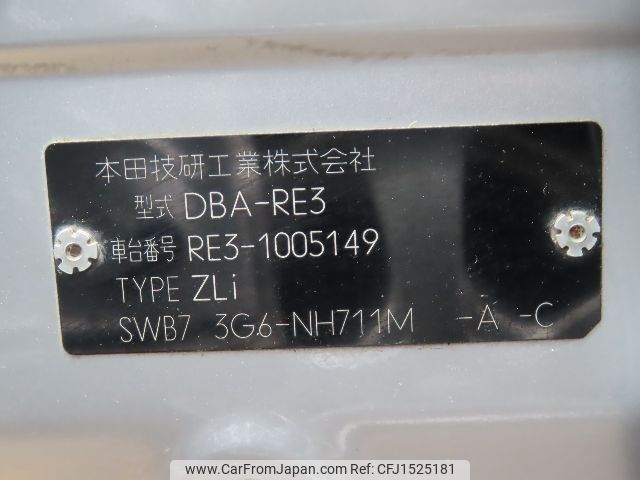 本田技研工業株式会社
型式 DBA-RE3
車台番号 RE3-1005149
TYPE ZLi
SWB7 3G6-NH711M -A -C
www.CarFromJapan.com CFJ1525181